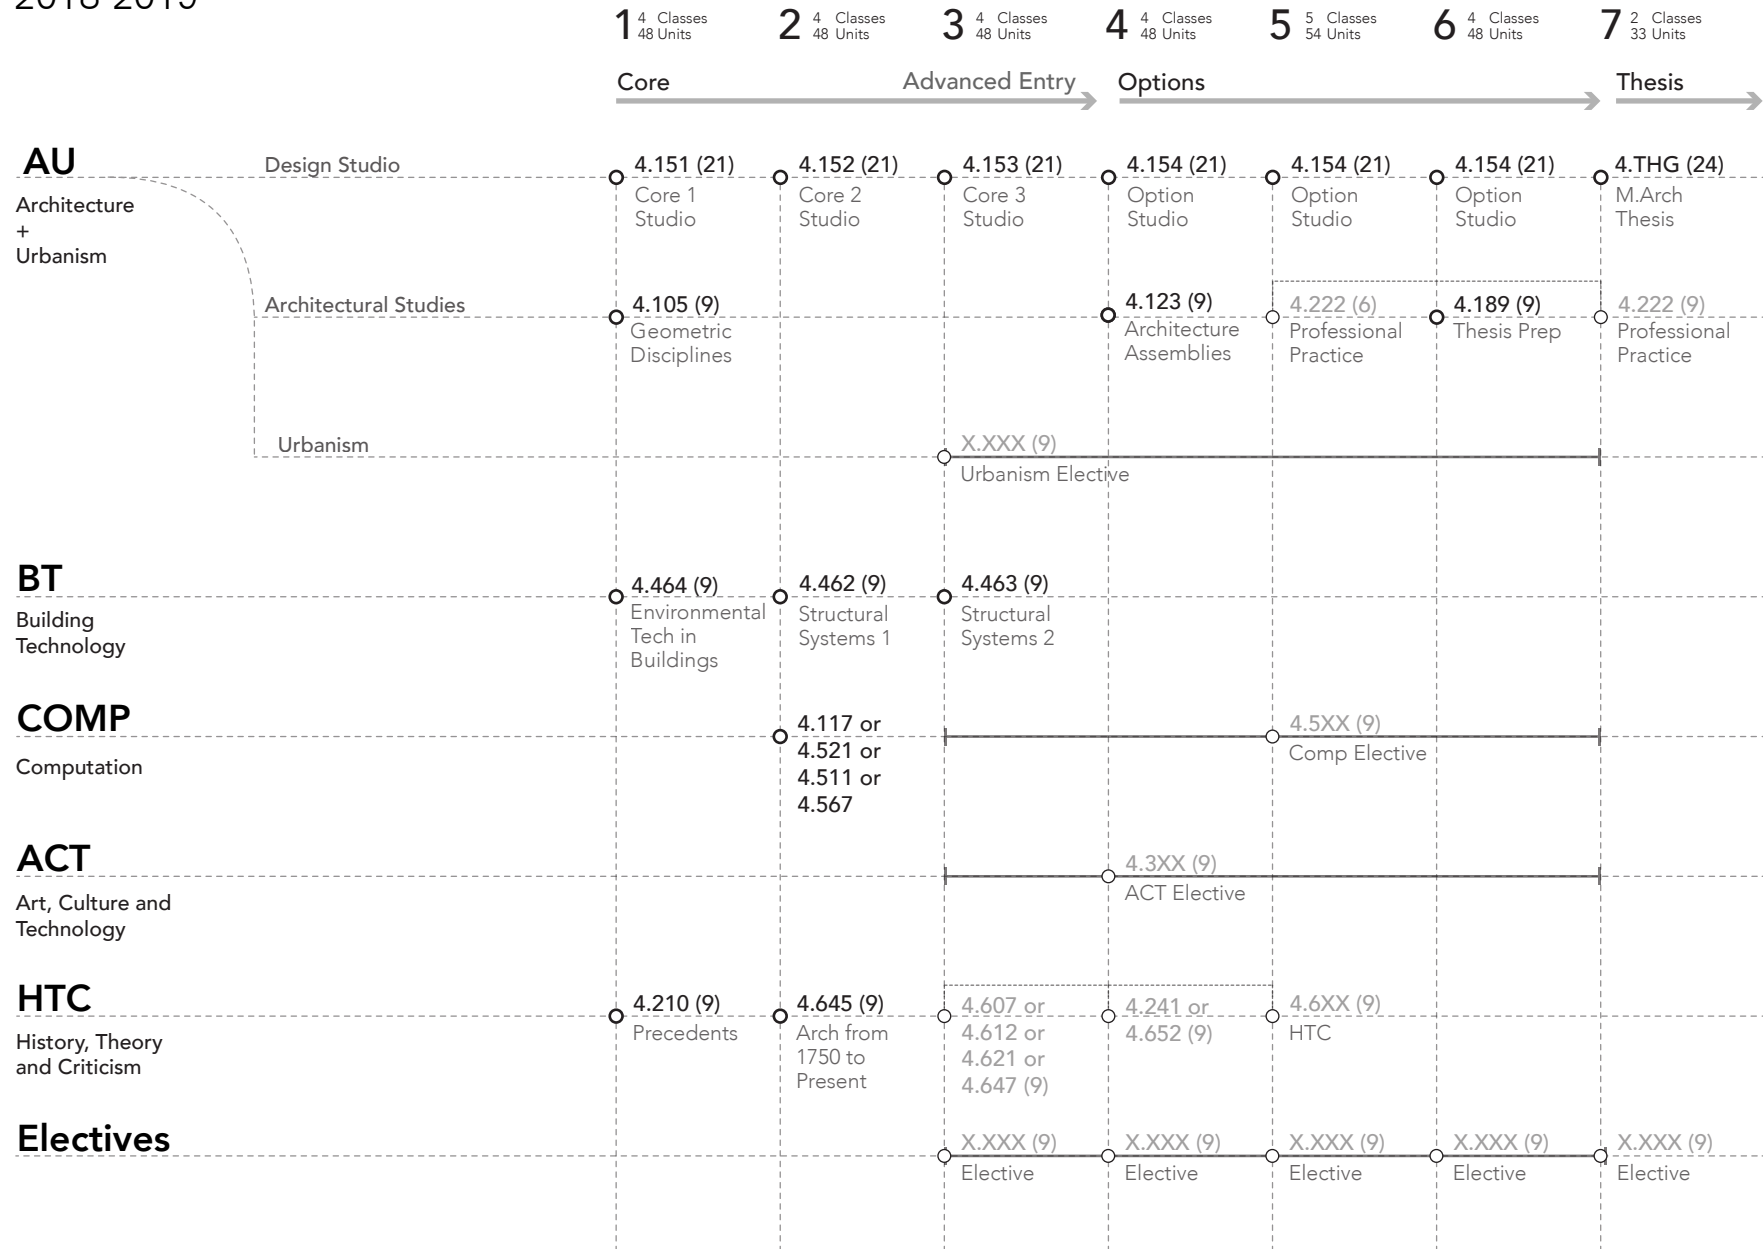 2018-2019
1 4 Classes 48 Units
2 4 Classes 48 Units
3 4 Classes 48 Units
4 4 Classes 48 Units
5 5 Classes 54 Units
6 4 Classes 48 Units
7 2 Classes 33 Units
Core
Advanced Entry
Options
Thesis
AU
Architecture
+
Urbanism
Design Studio
4.151 (21)
Core 1
Studio
4.152 (21)
Core 2
Studio
4.153 (21)
Core 3
Studio
4.154 (21)
Option
Studio
4.154 (21)
Option
Studio
4.154 (21)
Option
Studio
4.THG (24)
M.Arch
Thesis
Architectural Studies
4.105 (9)
Geometric
Disciplines
4.123 (9)
Architecture
Assemblies
4.222 (6)
Professional
Practice
4.189 (9)
Thesis Prep
4.222 (9)
Professional
Practice
Urbanism
X.XXX (9)
Urbanism Elective
BT
Building
Technology
4.464 (9)
Environmental
Tech in
Buildings
4.462 (9)
Structural
Systems 1
4.463 (9)
Structural
Systems 2
COMP
Computation
4.117 or
4.521 or
4.511 or
4.567
4.5XX (9)
Comp Elective
ACT
Art, Culture and
Technology
4.3XX (9)
ACT Elective
HTC
History, Theory
and Criticism
4.210 (9)
Precedents
4.645 (9)
Arch from
1750 to
Present
4.607 or
4.612 or
4.621 or
4.647 (9)
4.241 or
4.652 (9)
4.6XX (9)
HTC
Electives
X.XXX (9)
Elective
X.XXX (9)
Elective
X.XXX (9)
Elective
X.XXX (9)
Elective
X.XXX (9)
Elective